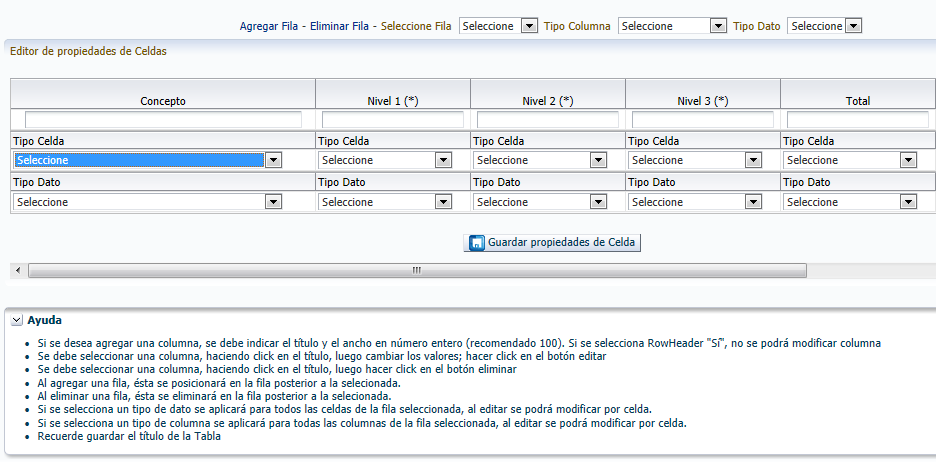 Agregar Fila - Eliminar Fila - Seleccione Fila Seleccione Tipo Columna Seleccione Tipo Dato Seleccione
Editor de propiedades de Celdas
Concepto Nivel 1 (*) Nivel 2 (*) Nivel 3 (*) Total
Tipo Celda Tipo Celda Tipo Celda Tipo Celda Tipo Celda
Seleccione Seleccione Seleccione Seleccione Seleccione
Tipo Dato Tipo Dato Tipo Dato Tipo Dato Tipo Dato
Seleccione Seleccione Seleccione Seleccione Seleccione
Guardar propiedades de Celda
Ayuda
• Si se desea agregar una columna, se debe indicar el título y el ancho en número entero (recomendado 100). Si se selecciona RowHeader "Sí", no se podrá modificar columna
• Se debe seleccionar una columna, haciendo click en el título, luego cambiar los valores; hacer click en el botón editar
• Se debe seleccionar una columna, haciendo click en el título, luego hacer click en el botón eliminar
• Al agregar una fila, ésta se posicionará en la fila posterior a la selecionada.
• Al eliminar una fila, ésta se eliminará en la fila posterior a la selecionada.
• Si se selecciona un tipo de dato se aplicará para todos las celdas de la fila seleccionada, al editar se podrá modificar por celda.
• Si se selecciona un tipo de columna se aplicará para todas las columnas de la fila seleccionada, al editar se podrá modificar por celda.
• Recuerde guardar el título de la Tabla